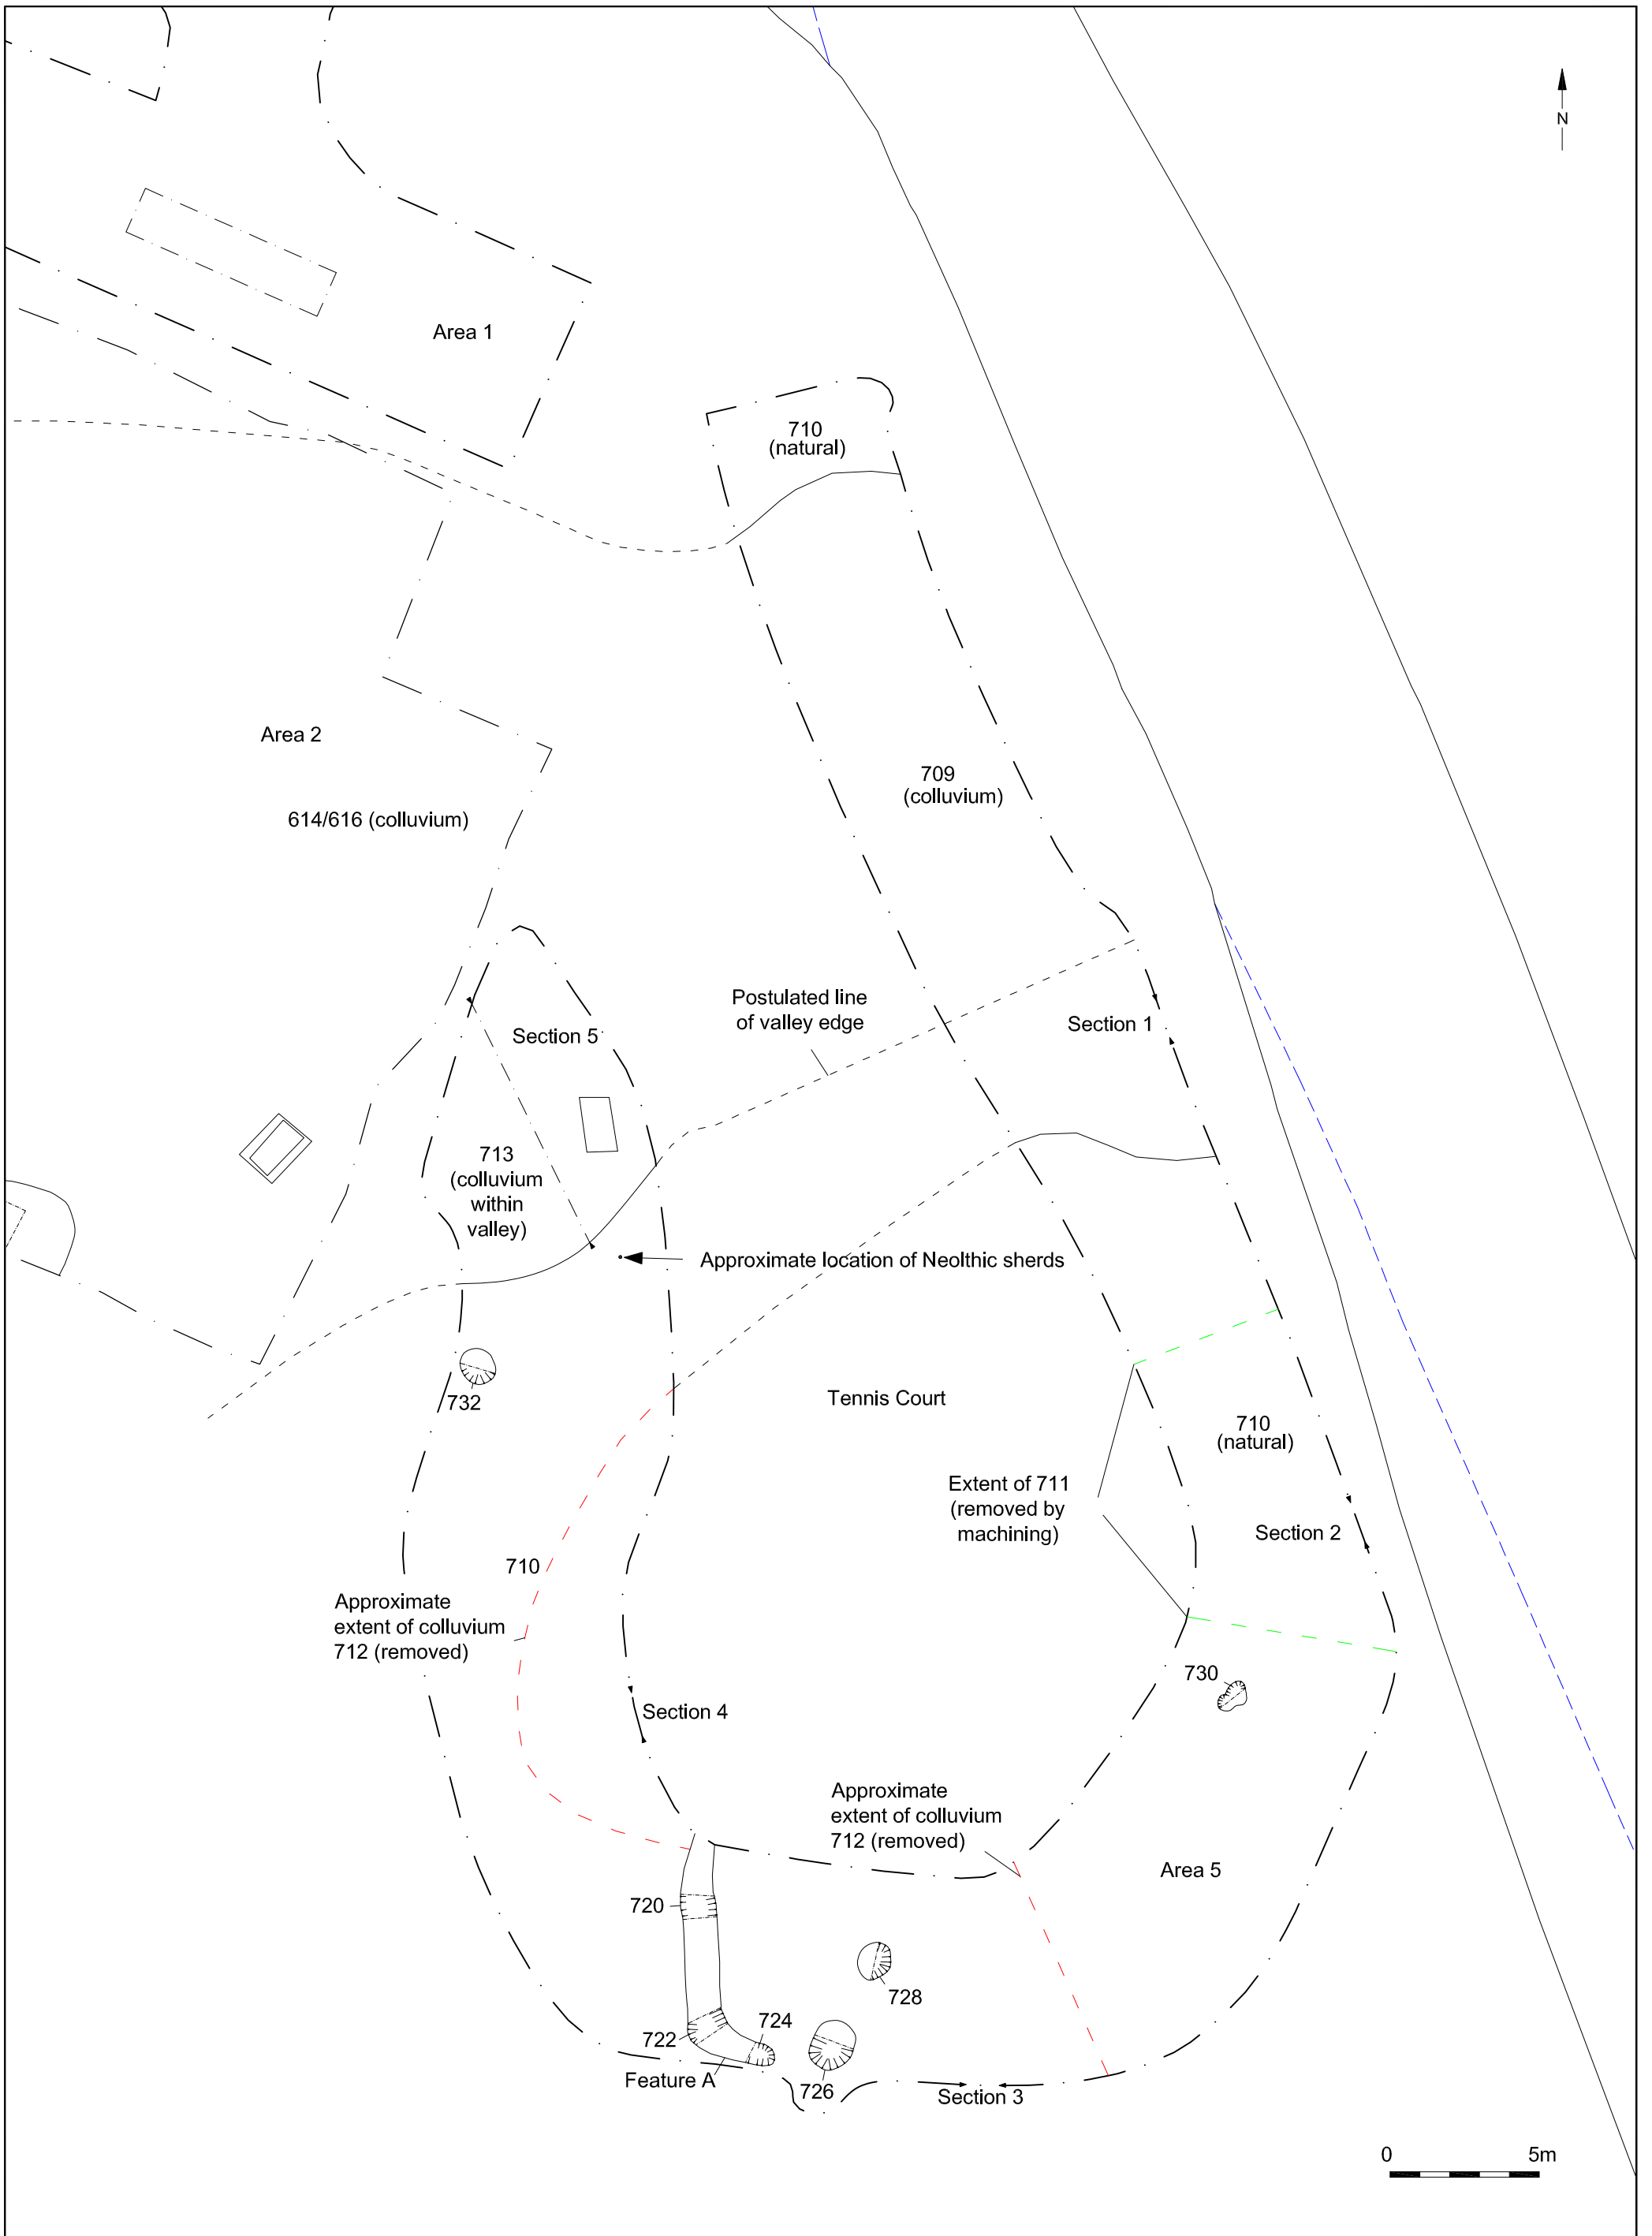 N
Area 1
710
(natural)
Area 2
709
(colluvium)
614/616 (colluvium)
Postulated line
of valley edge
Section 1
Section 5
713
(colluvium
within
valley)
Approximate location of Neolthic sherds
732
Tennis Court
710
(natural)
Extent of 711
(removed by
machining)
Section 2
710
Approximate
extent of colluvium
712 (removed)
730
Section 4
Approximate
extent of colluvium
712 (removed)
Area 5
720
728
724
722
Feature A
726
Section 3
0 5m